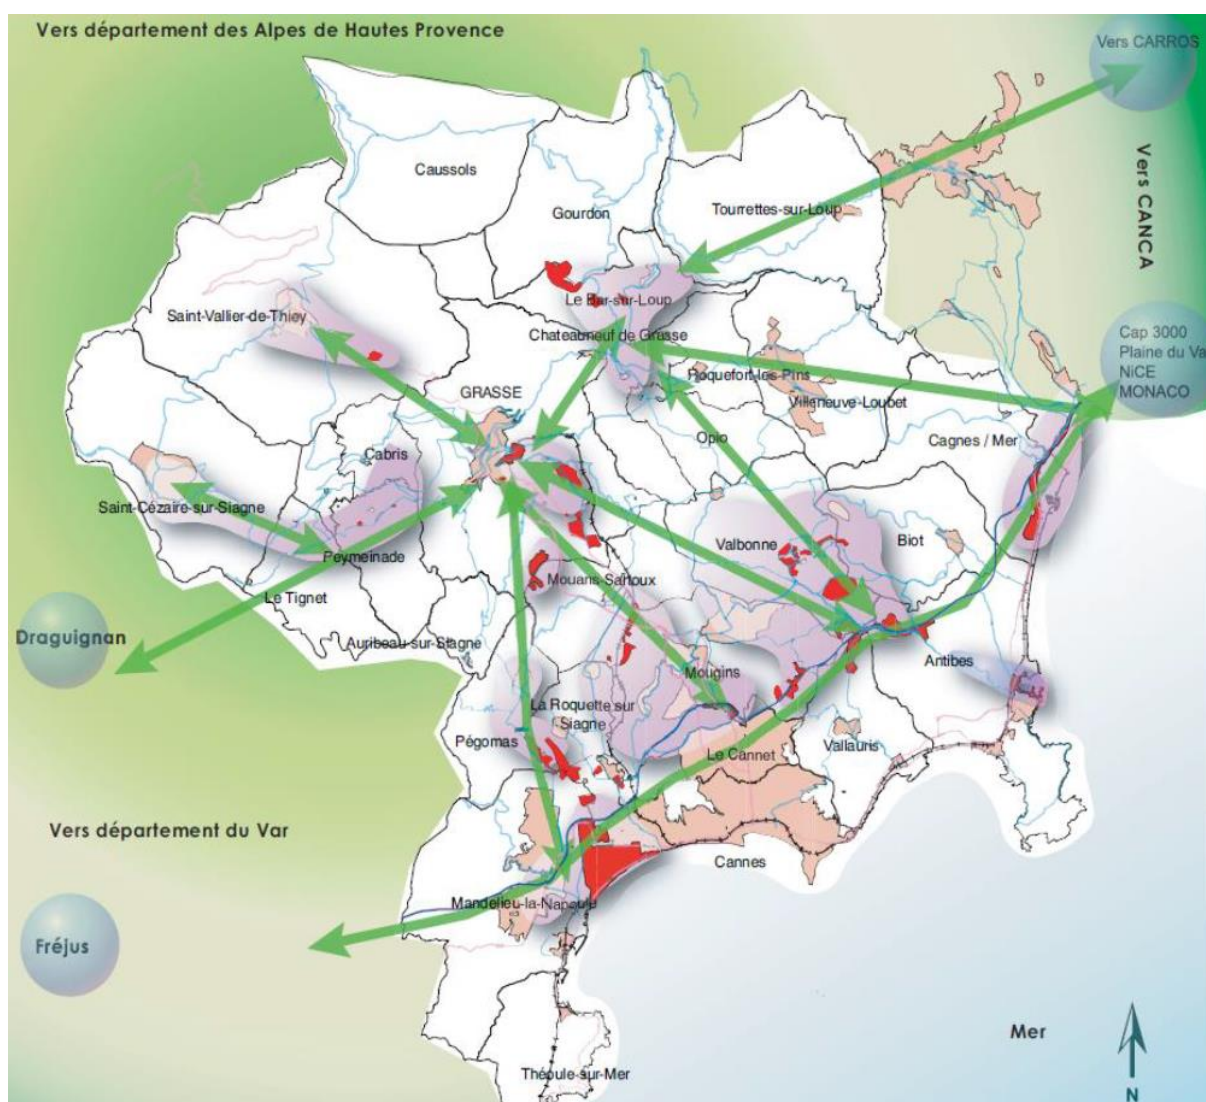 Vers département des Alpes de Hautes Provence
Vers CARROS
Vers CANCA
Caussols
Gourdon
Tourrettes-sur-Loup
Le Bar-sur-Loup
Saint-Vallier-de-Thiey
Chateauneuf de Grasse
Cap 3000
Plaine du Va
NiCE
MONACO
Roquefort-les-Pins
GRASSE
Villeneuve-Loubet
Opio
Cagnes / Mer
Cabris
Saint-Cézaire-sur-Siagne
Peymeinade
Valbonne
Biot
Mouans-Sartoux
Le Tignet
Draguignan
Auribeau-sur-Siagne
Antibes
Mougins
La Roquette sur
Siagne
Pégomas
Le Cannet
Vallauris
Vers département du Var
Cannes
Mandelieu-la-Napoule
Fréjus
Mer
Théoule-sur-Mer
N